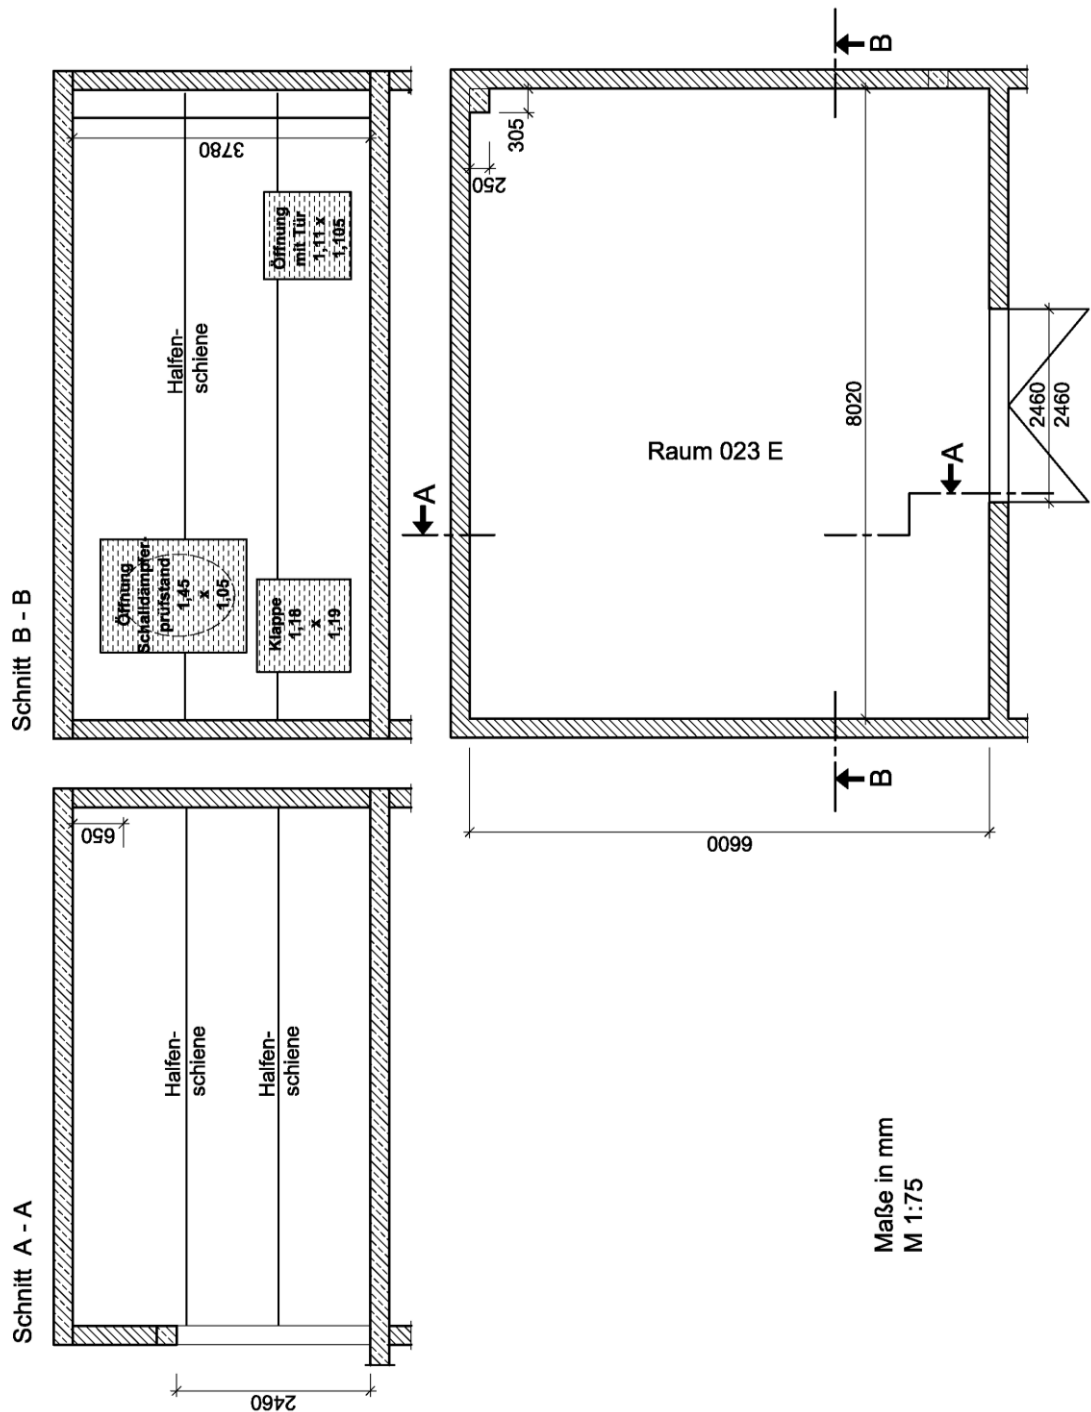 Schnitt A - A
650
Halfen-
schiene
Halfen-
schiene
2460
Schnitt B - B
3780
Halfen-
schiene
Öffnung
Schalldämpfer-
prüfstand
1,45
x
1,05
Klappe
1,18
x
1,19
Öffnung
mit Tür
1,11 x
1,105
A
A
B
B
305
250
Raum 023 E
8020
2460
2460
6600
Maße in mm
M 1:75